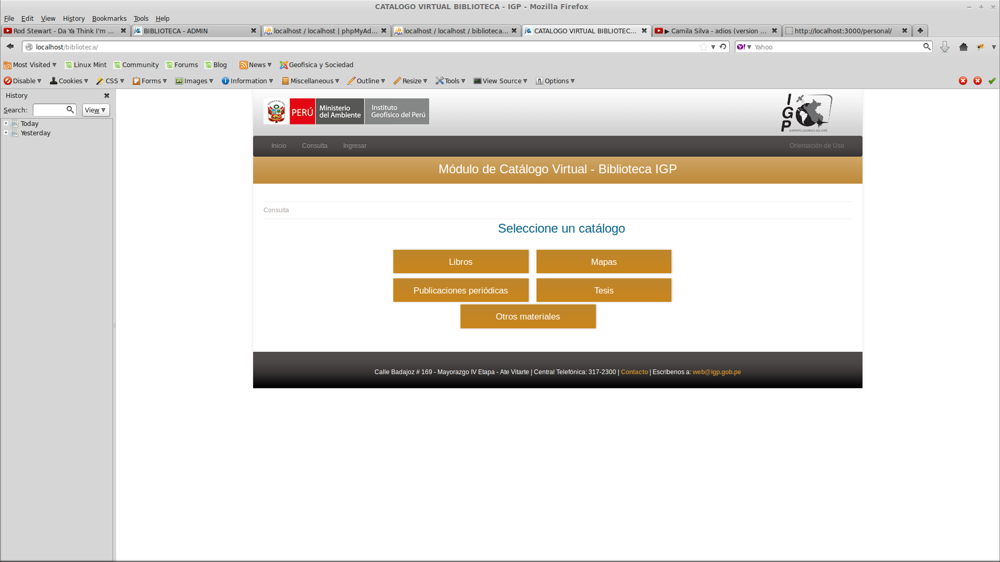 CATALOGO VIRTUAL BIBLIOTECA - IGP - Mozilla Firefox
File Edit View History Bookmarks Tools Help
Rod Stewart - Da Ya Think I'm ... BIBLIOTECA - ADMIN localhost / localhost | phpMyAd... localhost / localhost / biblioteca... CATALOGO VIRTUAL BIBLIOTEC... ▶ Camila Silva - adios (version ... http://localhost:3000/personal/
localhost/biblioteca/ Yahoo
Most Visited Linux Mint Community Forums Blog News Geofisica y Sociedad
Disable Cookies CSS Forms Images Information Miscellaneous Outline Resize Tools View Source Options
History
Search: View
Today
Yesterday
PERÚ Ministerio del Ambiente Instituto Geofísico del Perú
IGP
INSTITUTO GEOFÍSICO DEL PERÚ
Inicio Consulta Ingresar Orientación de Uso
Módulo de Catálogo Virtual - Biblioteca IGP
Consulta
Seleccione un catálogo
Libros Mapas
Publicaciones periódicas Tesis
Otros materiales
Calle Badajoz # 169 - Mayorazgo IV Etapa - Ate Vitarte | Central Telefónica: 317-2300 | Contacto | Escríbenos a: web@igp.gob.pe